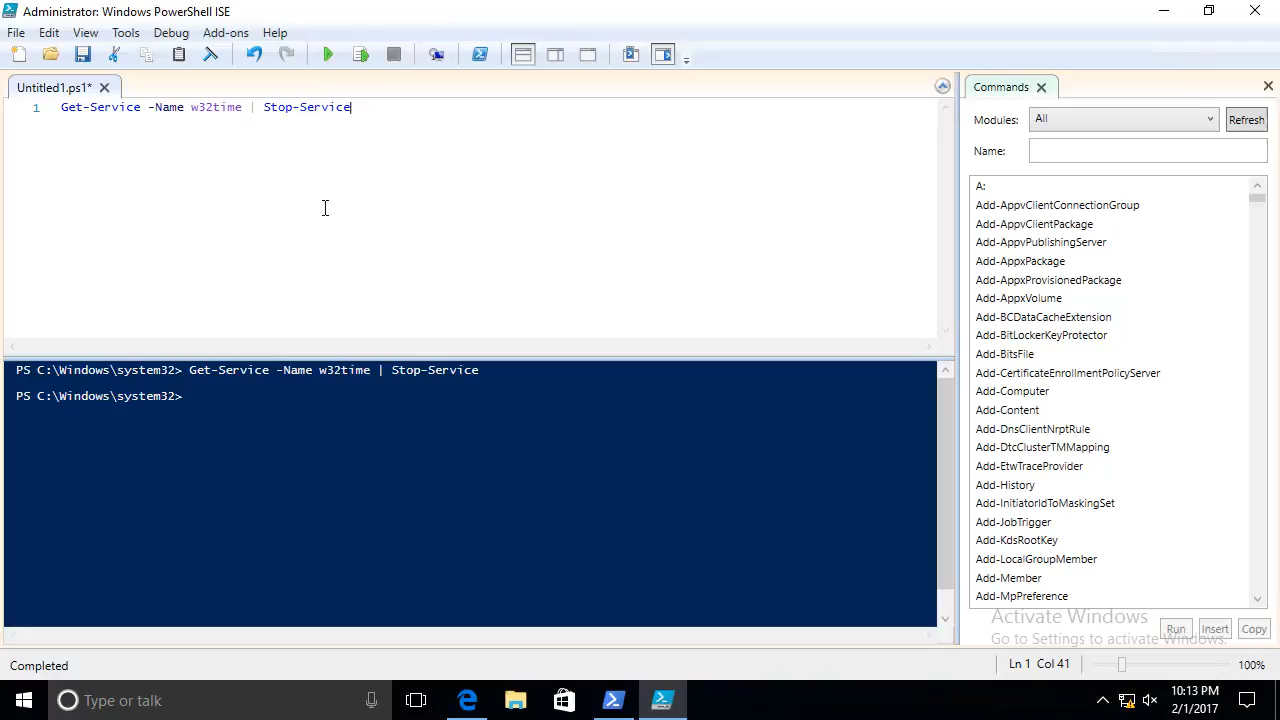 Administrator: Windows PowerShell ISE
File Edit View Tools Debug Add-ons Help
Untitled1.ps1*
1 Get-Service -Name w32time | Stop-Service
PS C:\Windows\system32> Get-Service -Name w32time | Stop-Service
PS C:\Windows\system32>
Commands
Modules: All Refresh
Name:
A:
Add-AppvClientConnectionGroup
Add-AppvClientPackage
Add-AppvPublishingServer
Add-AppxPackage
Add-AppxProvisionedPackage
Add-AppxVolume
Add-BCDataCacheExtension
Add-BitLockerKeyProtector
Add-BitsFile
Add-CertificateEnrollmentPolicyServer
Add-Computer
Add-Content
Add-DnsClientNrptRule
Add-DtcClusterTMMapping
Add-EtwTraceProvider
Add-History
Add-InitiatorIdToMaskingSet
Add-JobTrigger
Add-KdsRootKey
Add-LocalGroupMember
Add-Member
Add-MpPreference
Activate Windows
Go to Settings to activate Windows.
Run Insert Copy
Completed
Ln 1 Col 41
100%
Type or talk
10:13 PM
2/1/2017